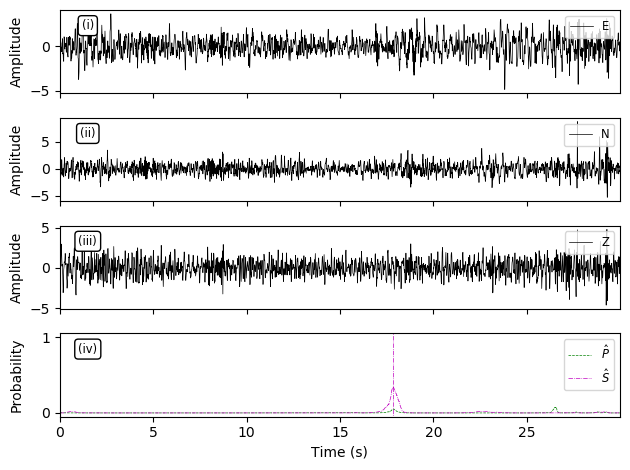 (i)
E
Amplitude
0
−5
(ii)
N
Amplitude
5
0
−5
(iii)
Z
Amplitude
5
0
−5
(iv)
P̂
Ŝ
Probability
1
0
0 5 10 15 20 25
Time (s)